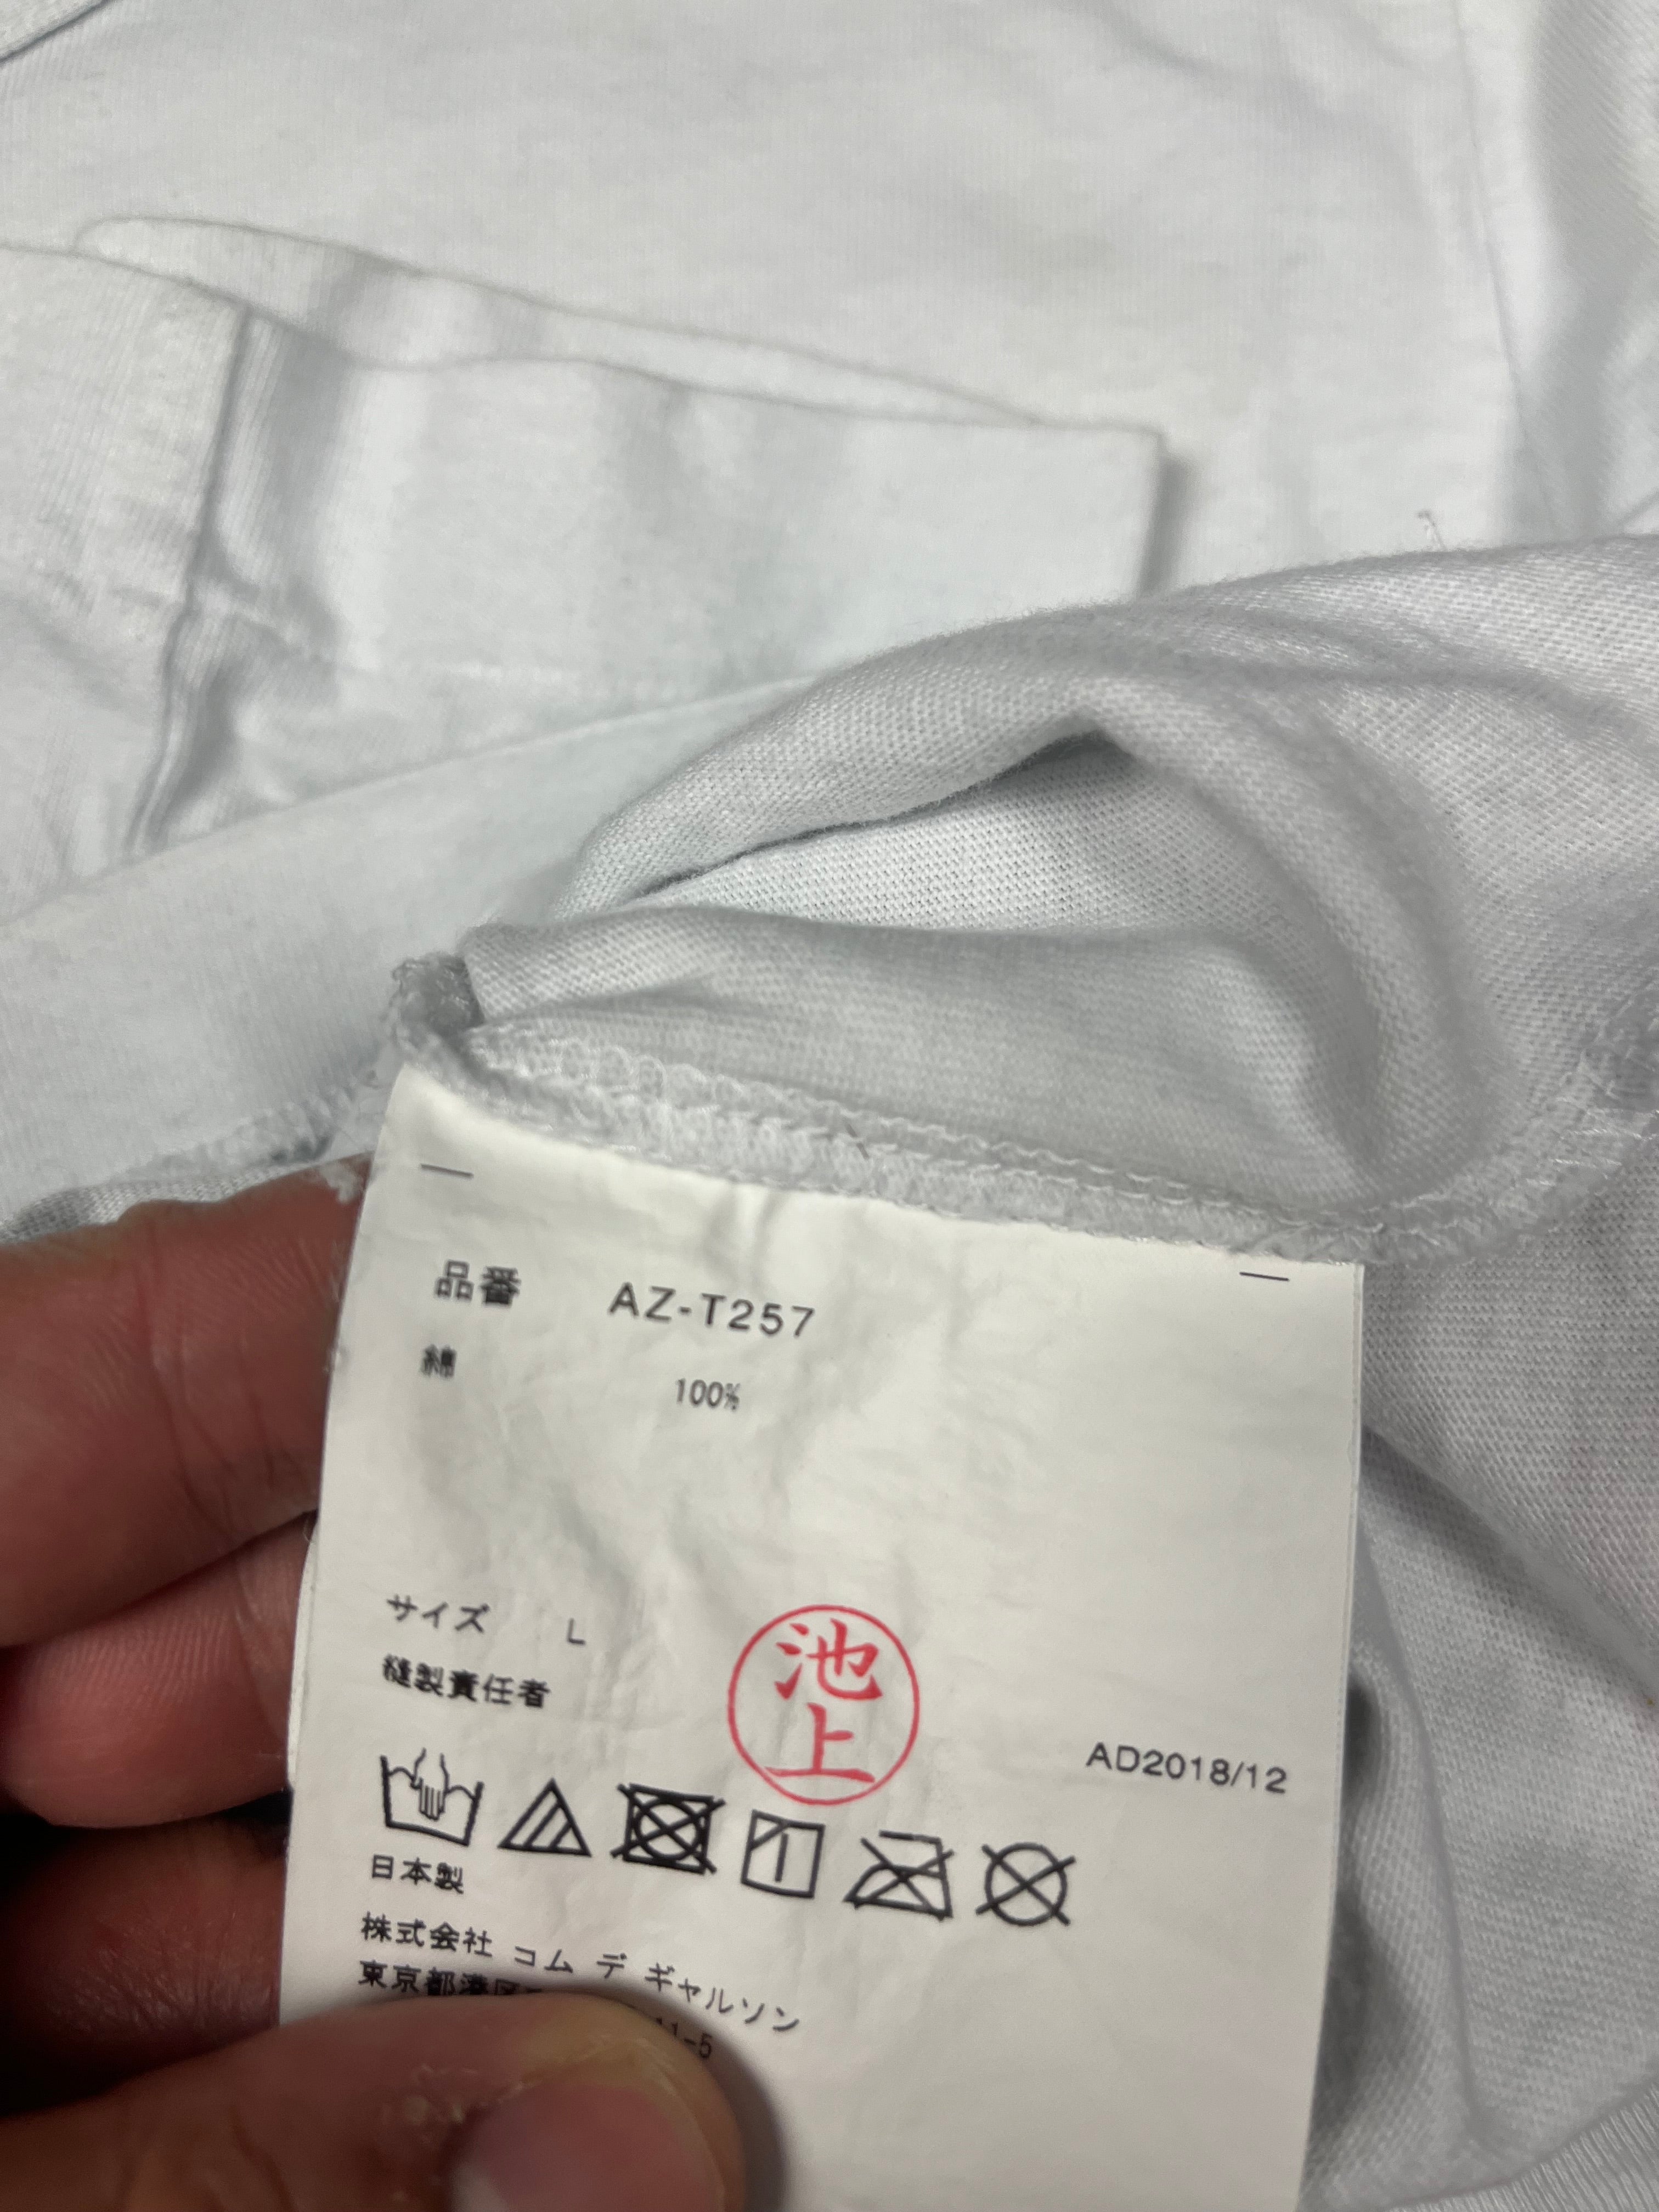 品番 AZ-T257
綿 100%
サイズ L
縫製責任者
池上
AD2018/12
日本製
株式会社 コム デ ギャルソン
東京都港区 11-5